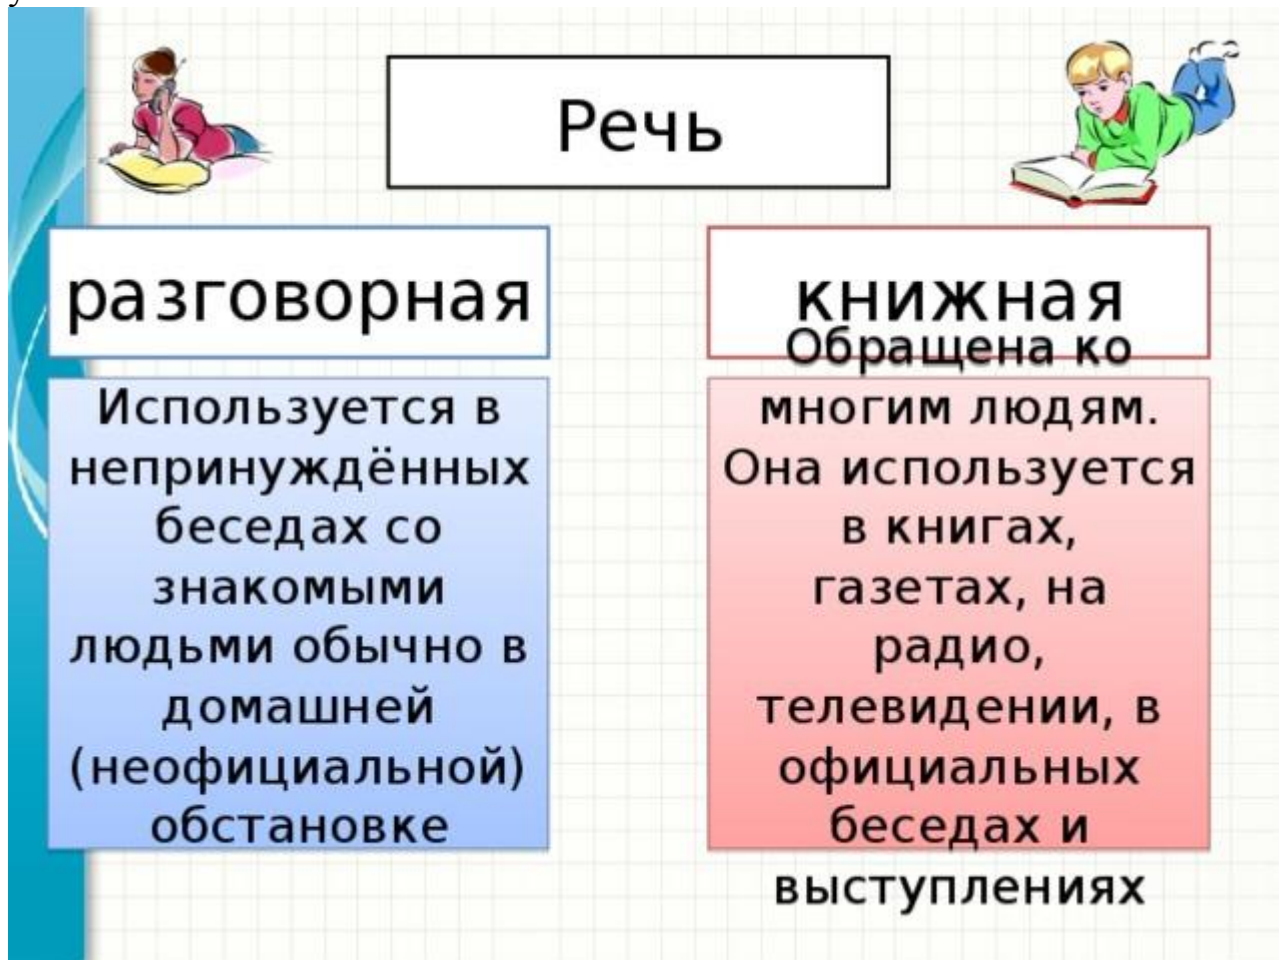 Речь
разговорная
Используется в
непринуждённых
беседах со
знакомыми
людьми обычно в
домашней
(неофициальной)
обстановке
книжная
Обращена ко
многим людям.
Она используется
в книгах,
газетах, на
радио,
телевидении, в
официальных
беседах и
выступлениях